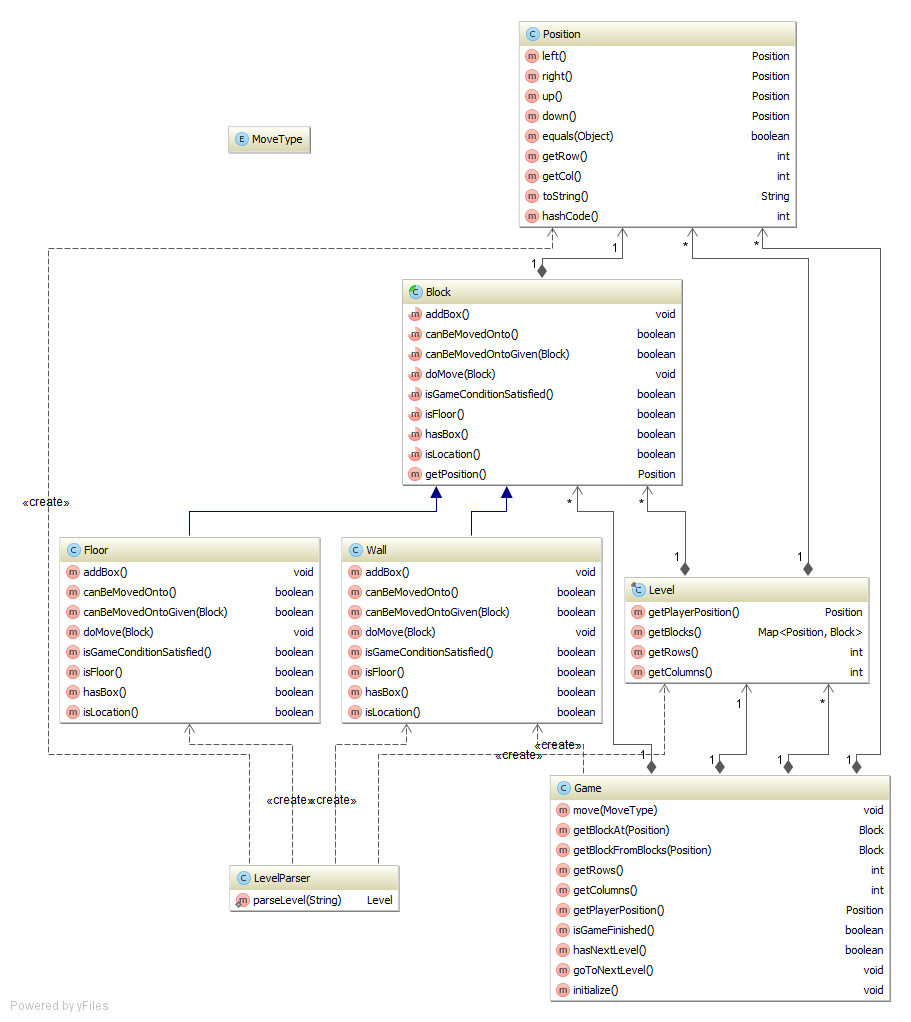 Position
left() Position
right() Position
up() Position
down() Position
equals(Object) boolean
getRow() int
getCol() int
toString() String
hashCode() int
MoveType
1
*
*
1
Block
addBox() void
canBeMovedOnto() boolean
canBeMovedOntoGiven(Block) boolean
doMove(Block) void
isGameConditionSatisfied() boolean
isFloor() boolean
hasBox() boolean
isLocation() boolean
getPosition() Position
«create»
*
*
1
1
Floor
addBox() void
canBeMovedOnto() boolean
canBeMovedOntoGiven(Block) boolean
doMove(Block) void
isGameConditionSatisfied() boolean
isFloor() boolean
hasBox() boolean
isLocation() boolean
Wall
addBox() void
canBeMovedOnto() boolean
canBeMovedOntoGiven(Block) boolean
doMove(Block) void
isGameConditionSatisfied() boolean
isFloor() boolean
hasBox() boolean
isLocation() boolean
Level
getPlayerPosition() Position
getBlocks() Map<Position, Block>
getRows() int
getColumns() int
1
*
«create»
«create»
1
1
1
1
«create»
«create»
Game
move(MoveType) void
getBlockAt(Position) Block
getBlockFromBlocks(Position) Block
getRows() int
getColumns() int
getPlayerPosition() Position
isGameFinished() boolean
hasNextLevel() boolean
goToNextLevel() void
initialize() void
LevelParser
parseLevel(String) Level
Powered by yFiles